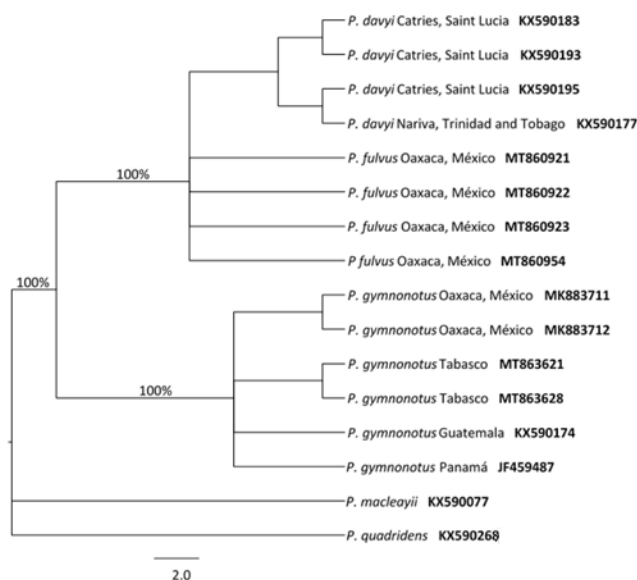 P. davyi Catries, Saint Lucia KX590183
P. davyi Catries, Saint Lucia KX590193
P. davyi Catries, Saint Lucia KX590195
P. davyi Nariva, Trinidad and Tobago KX590177
100%
P. fulvus Oaxaca, México MT860921
P. fulvus Oaxaca, México MT860922
P. fulvus Oaxaca, México MT860923
P fulvus Oaxaca, México MT860954
100%
P. gymnonotus Oaxaca, México MK883711
P. gymnonotus Oaxaca, México MK883712
P. gymnonotus Tabasco MT863621
100%
P. gymnonotus Tabasco MT863628
P. gymnonotus Guatemala KX590174
P. gymnonotus Panamá JF459487
P. macleayii KX590077
P. quadridens KX590268
2.0